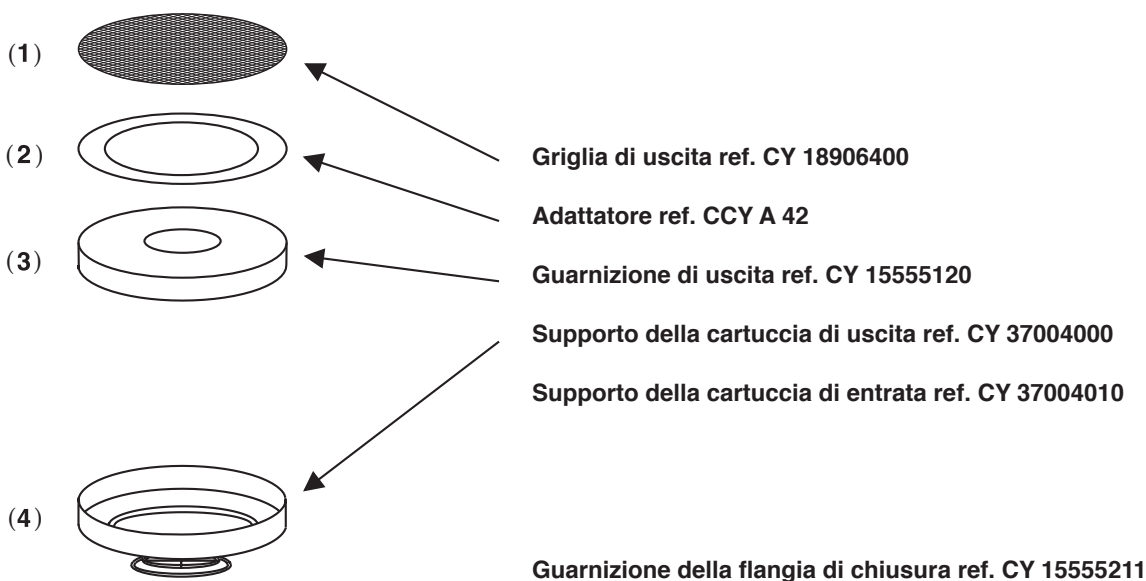 (1)
Griglia di uscita ref. CY 18906400
(2)
Adattatore ref. CCY A 42
(3)
Guarnizione di uscita ref. CY 15555120
Supporto della cartuccia di uscita ref. CY 37004000
Supporto della cartuccia di entrata ref. CY 37004010
(4)
Guarnizione della flangia di chiusura ref. CY 15555211